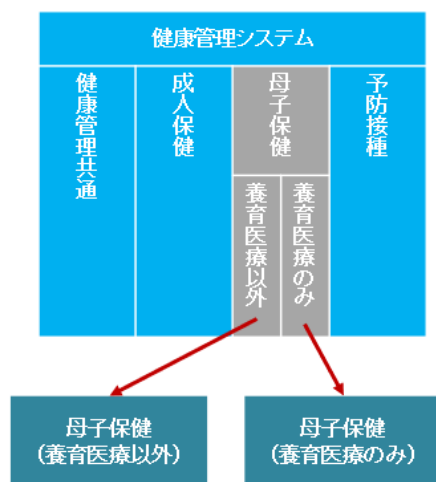 健康管理システム
健康管理共通
成人保健
母子保健
予防接種
養育医療以外
養育医療のみ
母子保健
(養育医療以外)
母子保健
(養育医療のみ)